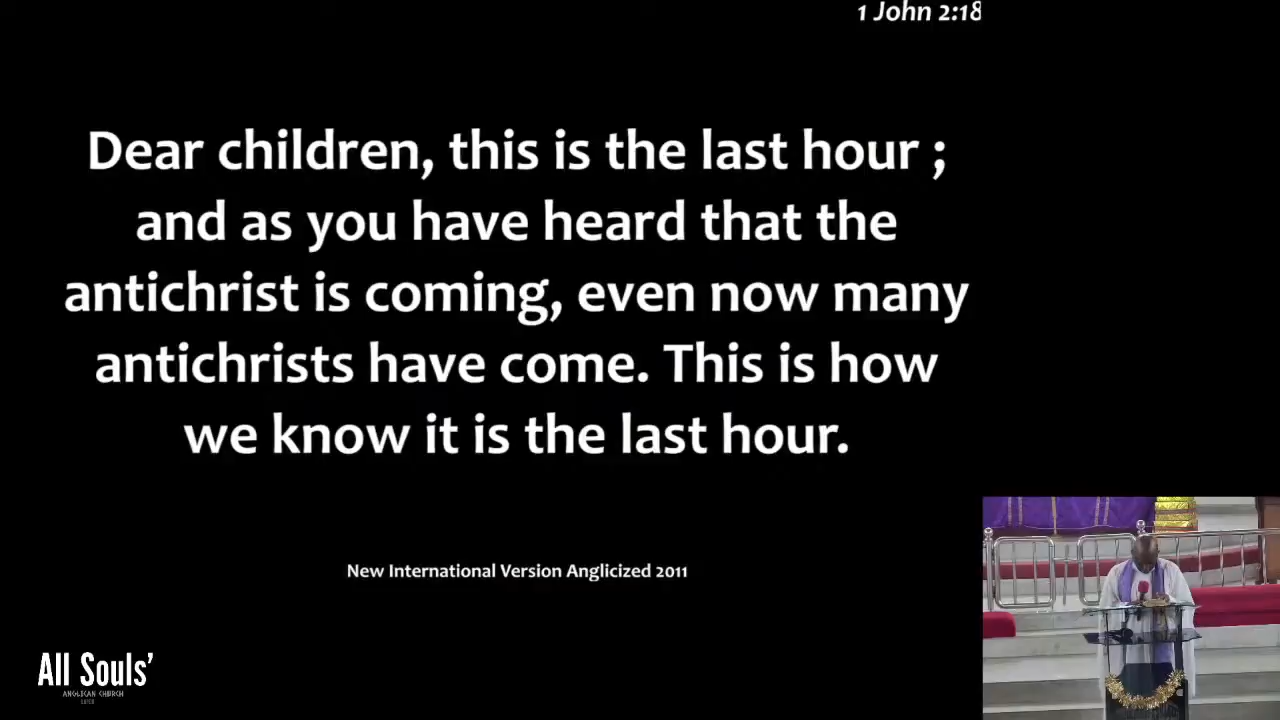 1 John 2:18
Dear children, this is the last hour ;
and as you have heard that the
antichrist is coming, even now many
antichrists have come. This is how
we know it is the last hour.
New International Version Anglicized 2011
All Souls’
ANGLICAN CHURCH